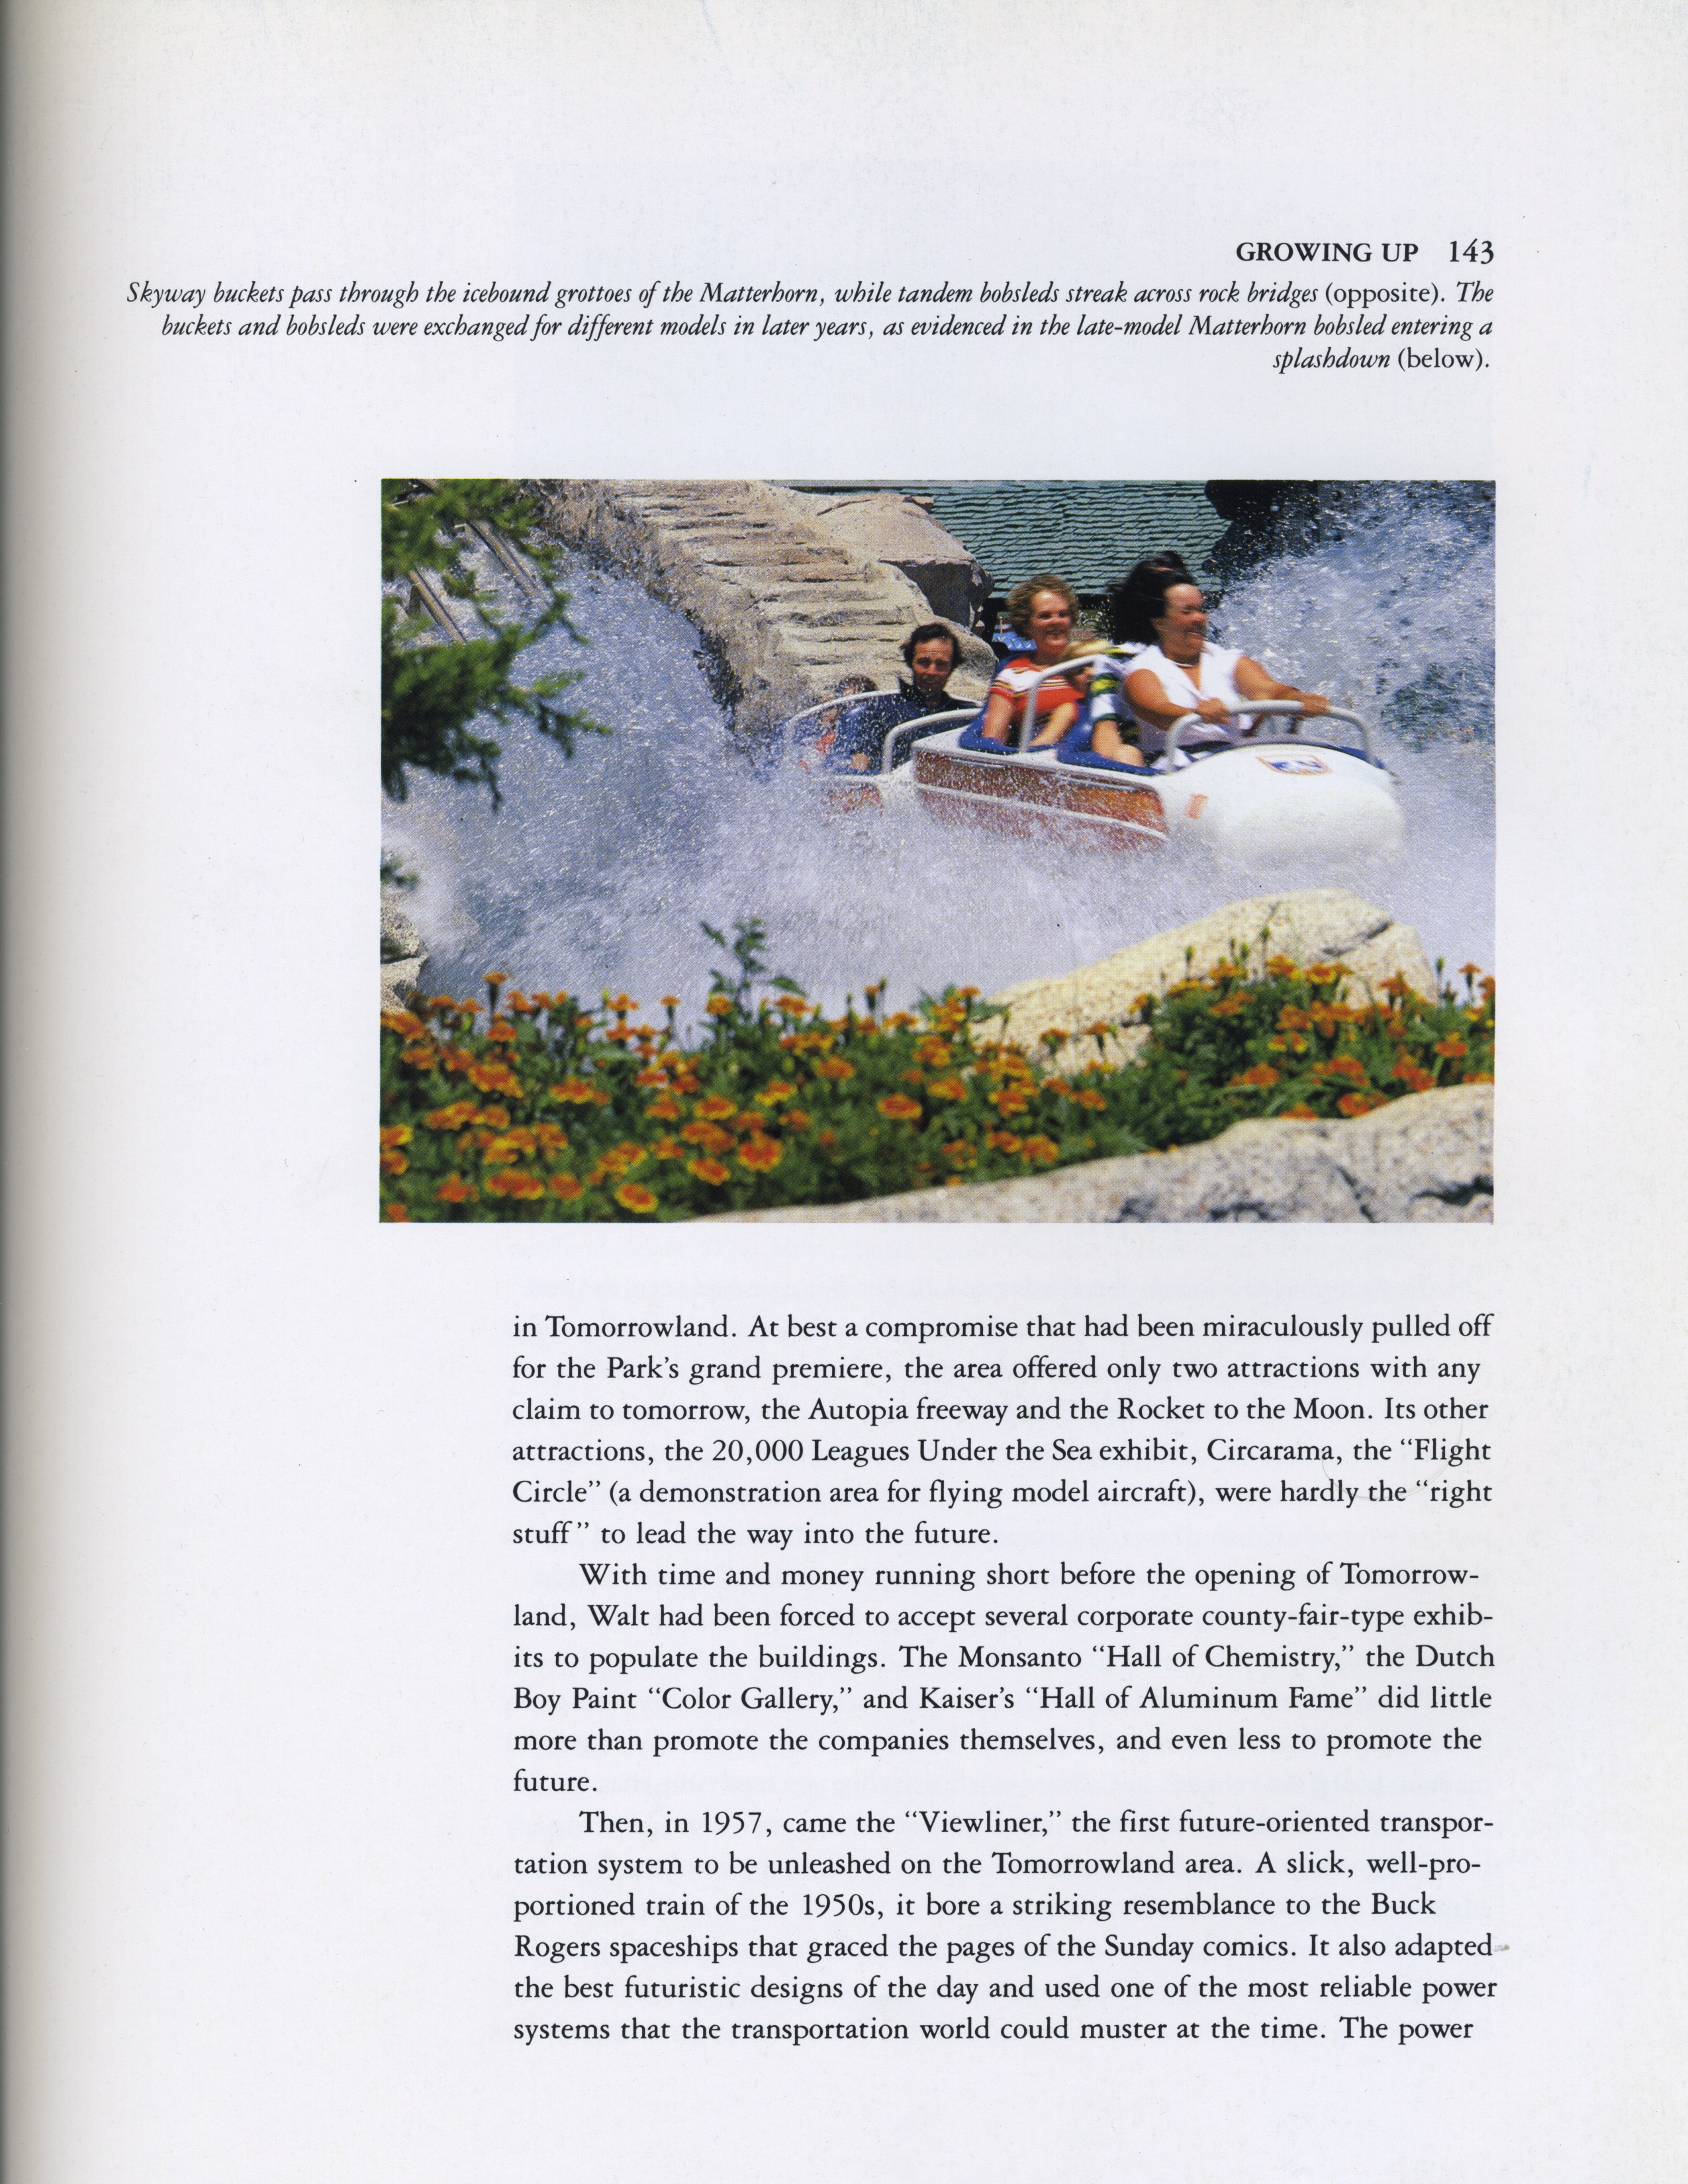 GROWING UP 143
Skyway buckets pass through the icebound grottoes of the Matterhorn, while tandem bobsleds streak across rock bridges (opposite). The
buckets and bobsleds were exchanged for different models in later years, as evidenced in the late-model Matterhorn bobsled entering a
splashdown (below).
in Tomorrowland. At best a compromise that had been miraculously pulled off
for the Park’s grand premiere, the area offered only two attractions with any
claim to tomorrow, the Autopia freeway and the Rocket to the Moon. Its other
attractions, the 20,000 Leagues Under the Sea exhibit, Circarama, the “Flight
Circle” (a demonstration area for flying model aircraft), were hardly the “right
stuff” to lead the way into the future.
With time and money running short before the opening of Tomorrow-
land, Walt had been forced to accept several corporate county-fair-type exhib-
its to populate the buildings. The Monsanto “Hall of Chemistry,” the Dutch
Boy Paint “Color Gallery,” and Kaiser’s “Hall of Aluminum Fame” did little
more than promote the companies themselves, and even less to promote the
future.
Then, in 1957, came the “Viewliner,” the first future-oriented transpor-
tation system to be unleashed on the Tomorrowland area. A slick, well-pro-
portioned train of the 1950s, it bore a striking resemblance to the Buck
Rogers spaceships that graced the pages of the Sunday comics. It also adapted
the best futuristic designs of the day and used one of the most reliable power
systems that the transportation world could muster at the time. The power